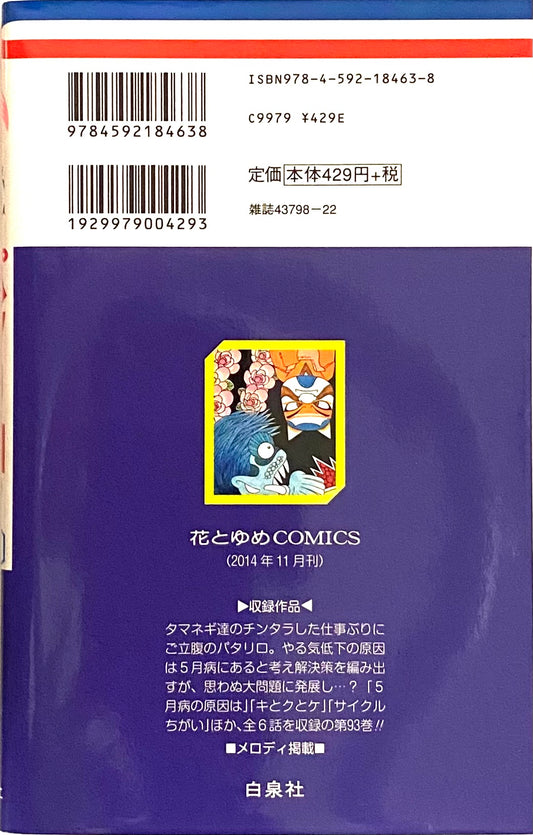 ISBN978-4-592-18463-8
9784592184638
C9979 ¥429E
定価 本体429円+税
1929979004293
雑誌43798-22
花とゆめCOMICS
(2014年11月刊)
▶収録作品◀
タマネギ達のチンタラした仕事ぶりに
ご立腹のパタリロ。やる気低下の原因
は5月病にあると考え解決策を編み出
すが、思わぬ大問題に発展し…?「5
月病の原因は」「キとクとケ」「サイクル
ちがい」ほか、全6話を収録の第93巻!!
■メロディ掲載■
白泉社